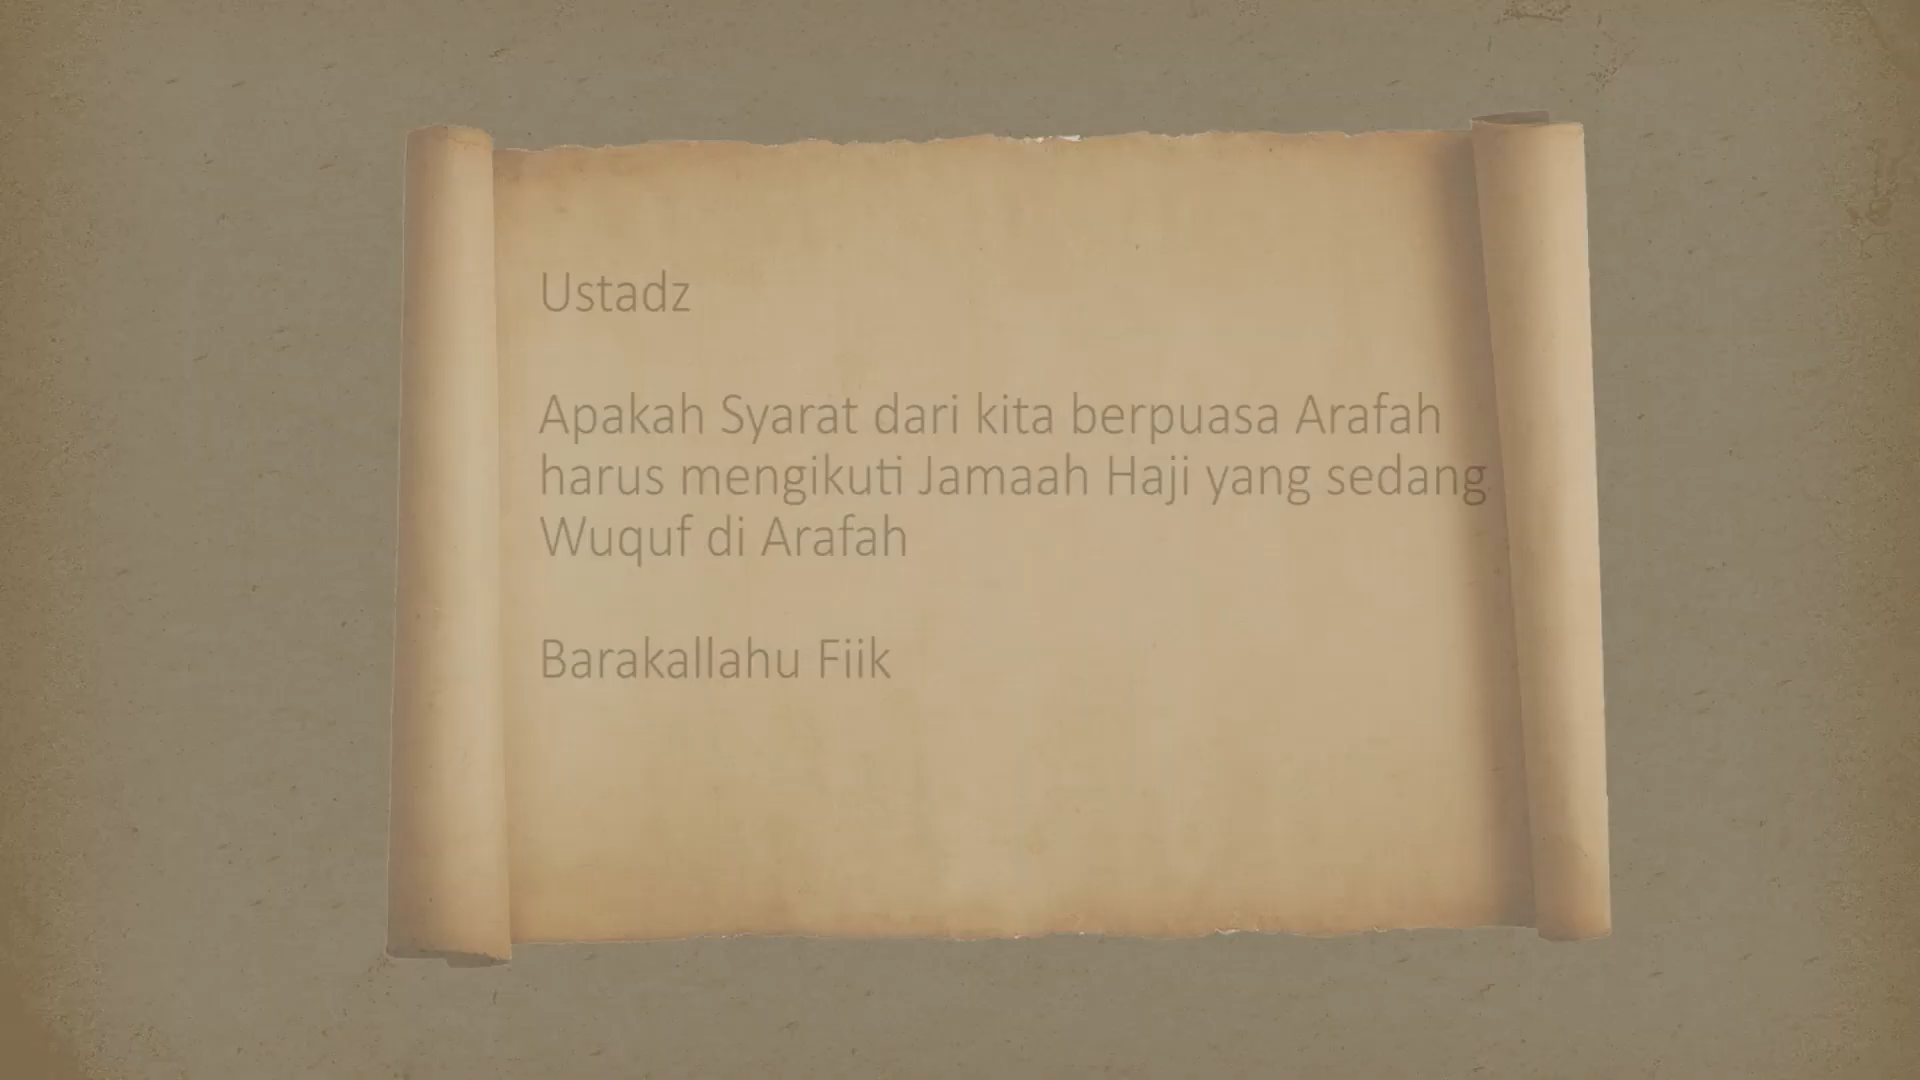 Ustadz
Apakah Syarat dari kita berpuasa Arafah
harus mengikuti Jamaah Haji yang sedang
Wuquf di Arafah
Barakallahu Fiik